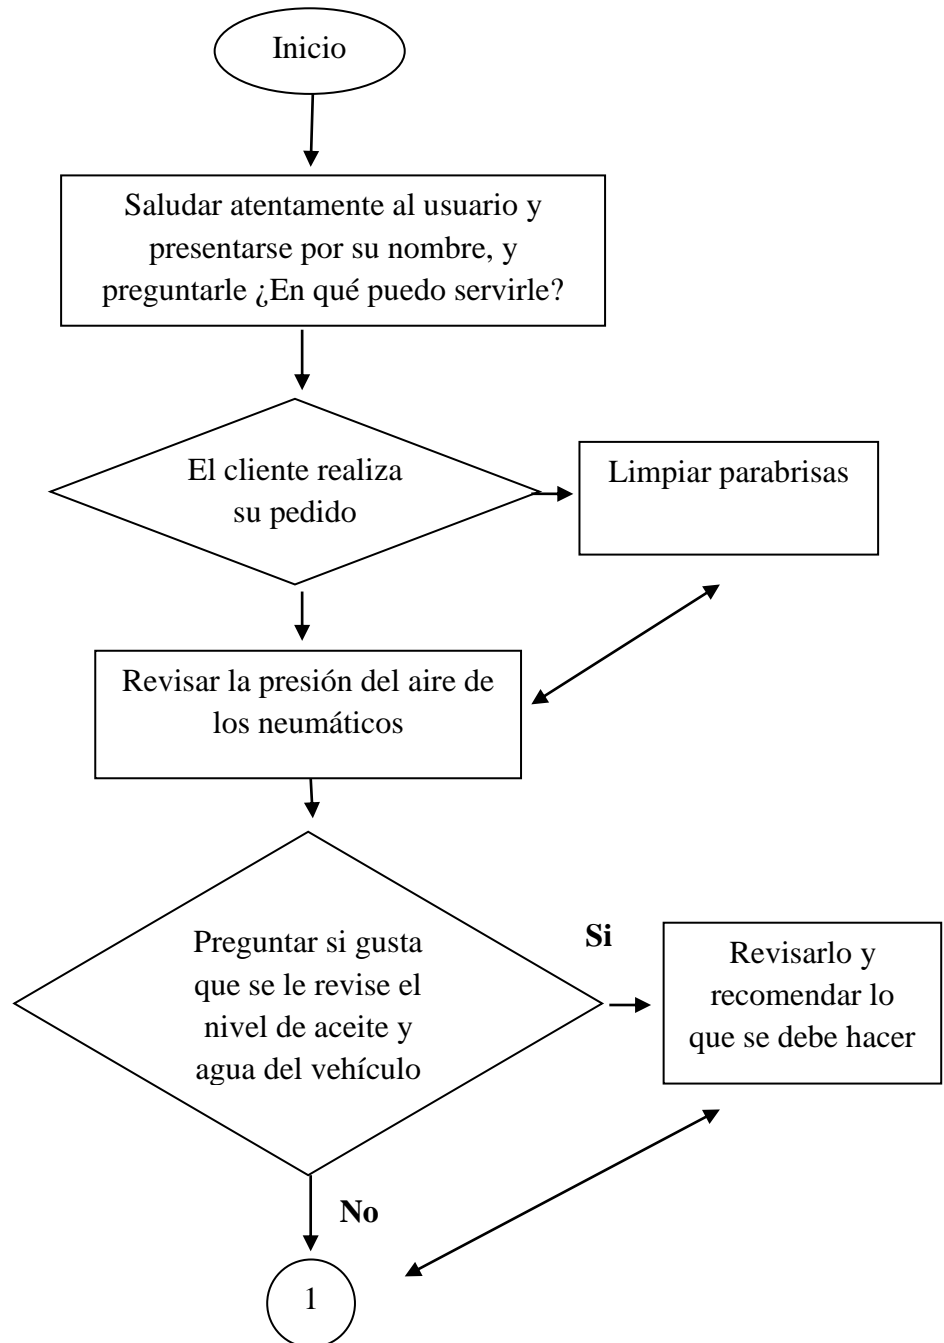 Inicio
Saludar atentamente al usuario y
presentarse por su nombre, y
preguntarle ¿En qué puedo servirle?
El cliente realiza
su pedido
Limpiar parabrisas
Revisar la presión del aire de
los neumáticos
Preguntar si gusta
que se le revise el
nivel de aceite y
agua del vehículo
Si
Revisarlo y
recomendar lo
que se debe hacer
No
1